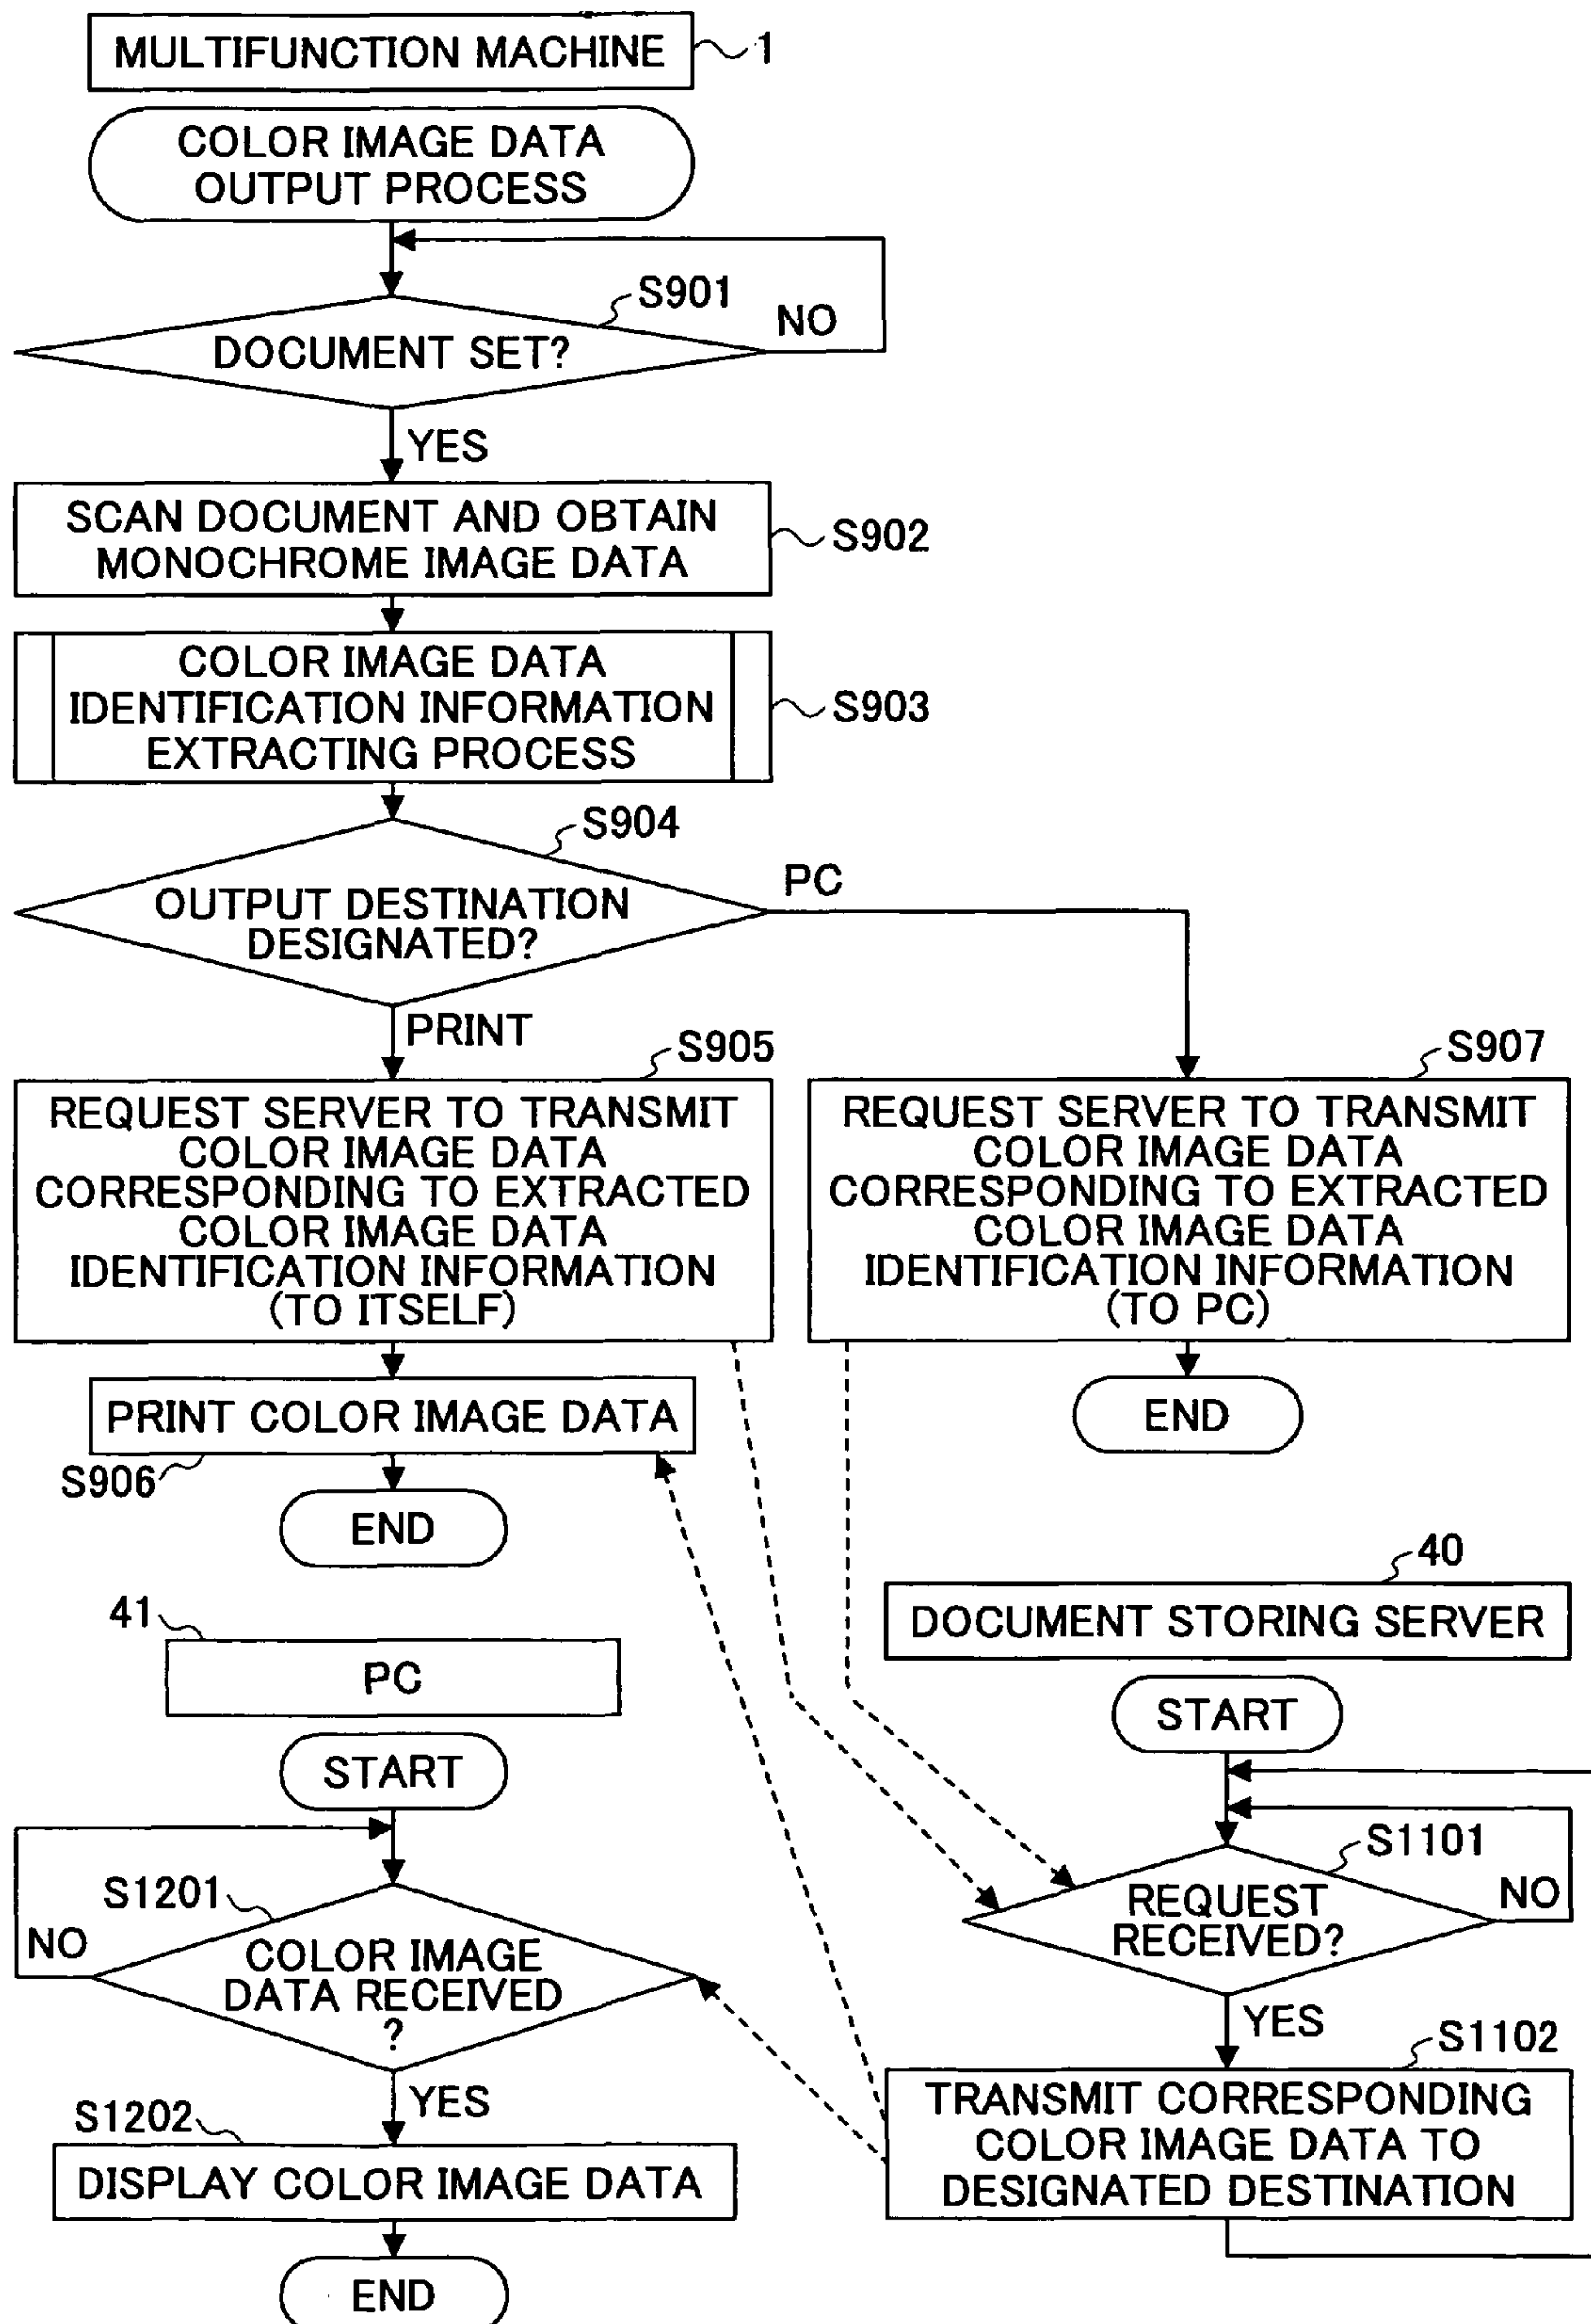 MULTIFUNCTION MACHINE
1
COLOR IMAGE DATA
OUTPUT PROCESS
S901
NO
DOCUMENT SET?
YES
SCAN DOCUMENT AND OBTAIN
MONOCHROME IMAGE DATA
S902
COLOR IMAGE DATA
IDENTIFICATION INFORMATION
EXTRACTING PROCESS
S903
S904
PC
OUTPUT DESTINATION
DESIGNATED?
PRINT
S905
REQUEST SERVER TO TRANSMIT
COLOR IMAGE DATA
CORRESPONDING TO EXTRACTED
COLOR IMAGE DATA
IDENTIFICATION INFORMATION
(TO ITSELF)
S907
REQUEST SERVER TO TRANSMIT
COLOR IMAGE DATA
CORRESPONDING TO EXTRACTED
COLOR IMAGE DATA
IDENTIFICATION INFORMATION
(TO PC)
PRINT COLOR IMAGE DATA
S906
END
END
40
DOCUMENT STORING SERVER
START
S1101
REQUEST
RECEIVED?
NO
YES
S1102
TRANSMIT CORRESPONDING
COLOR IMAGE DATA TO
DESIGNATED DESTINATION
41
PC
START
S1201
NO
COLOR IMAGE
DATA RECEIVED
?
YES
S1202
DISPLAY COLOR IMAGE DATA
END